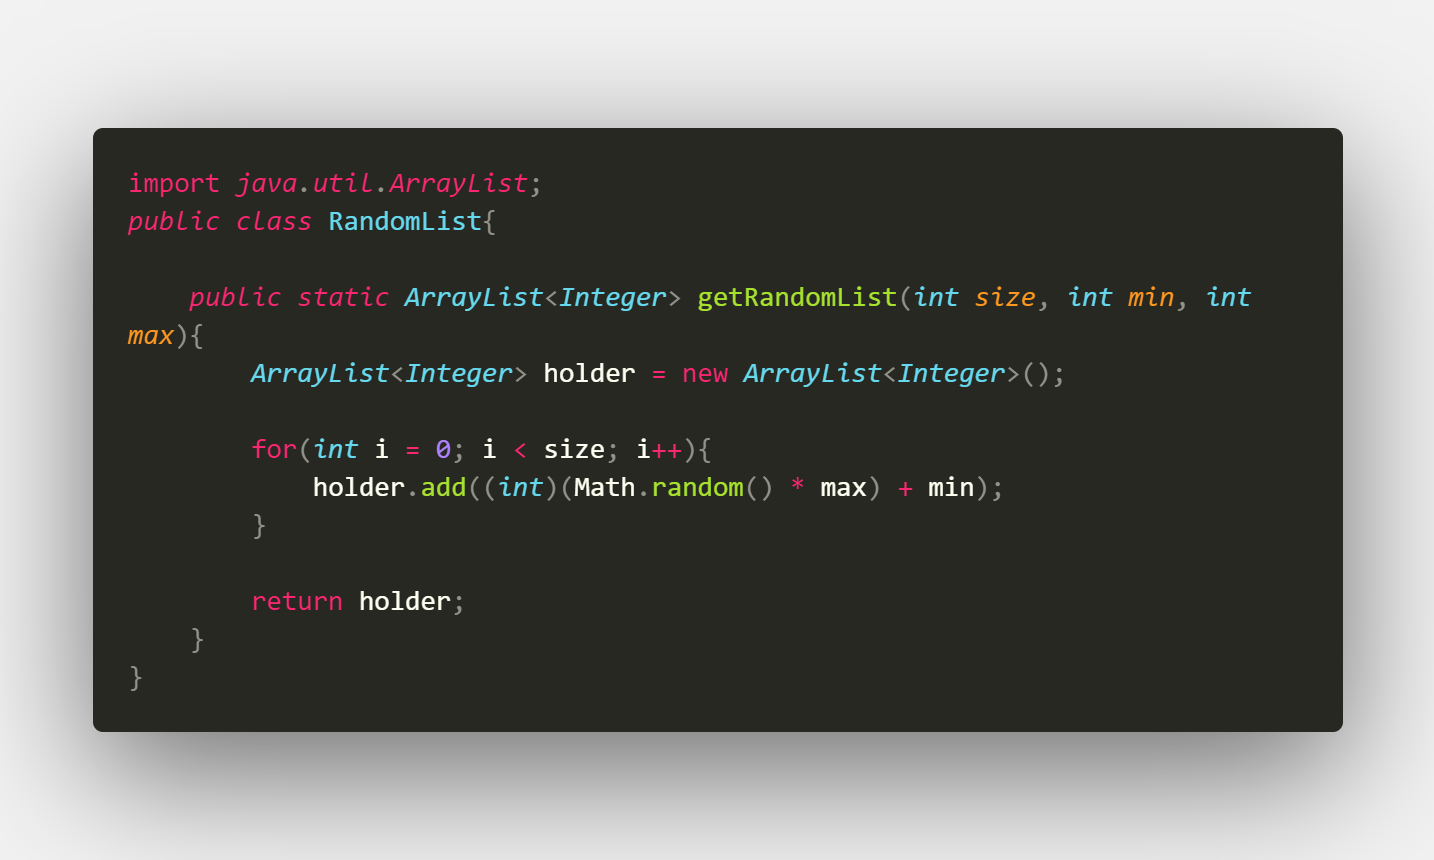 import java.util.ArrayList;
public class RandomList{
    public static ArrayList<Integer> getRandomList(int size, int min, int
max){
        ArrayList<Integer> holder = new ArrayList<Integer>();
        for(int i = 0; i < size; i++){
            holder.add((int)(Math.random() * max) + min);
        }
        return holder;
    }
}